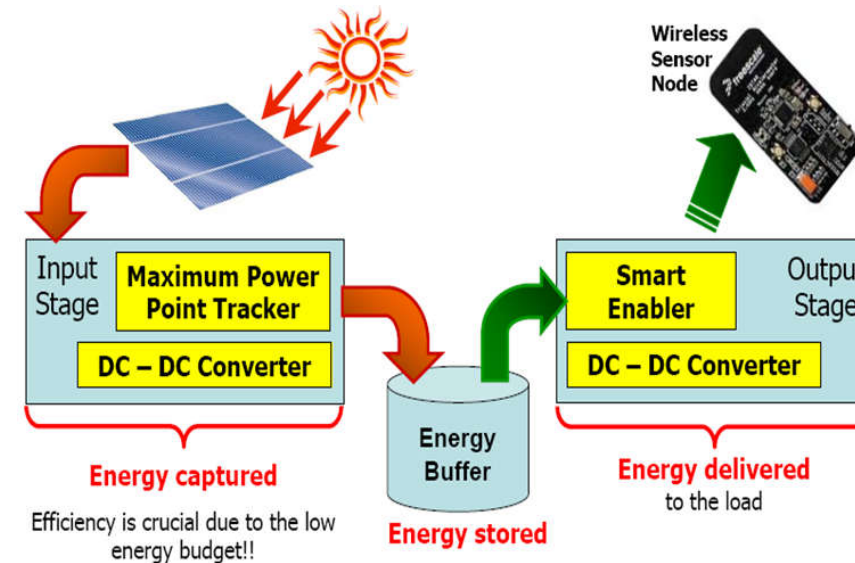 Wireless
Sensor
Node
freescale
Input
Stage
Maximum Power
Point Tracker
DC – DC Converter
Smart
Enabler
Outpu
Stage
DC – DC Converter
Energy
Buffer
Energy captured
Efficiency is crucial due to the low
energy budget!!
Energy stored
Energy delivered
to the load